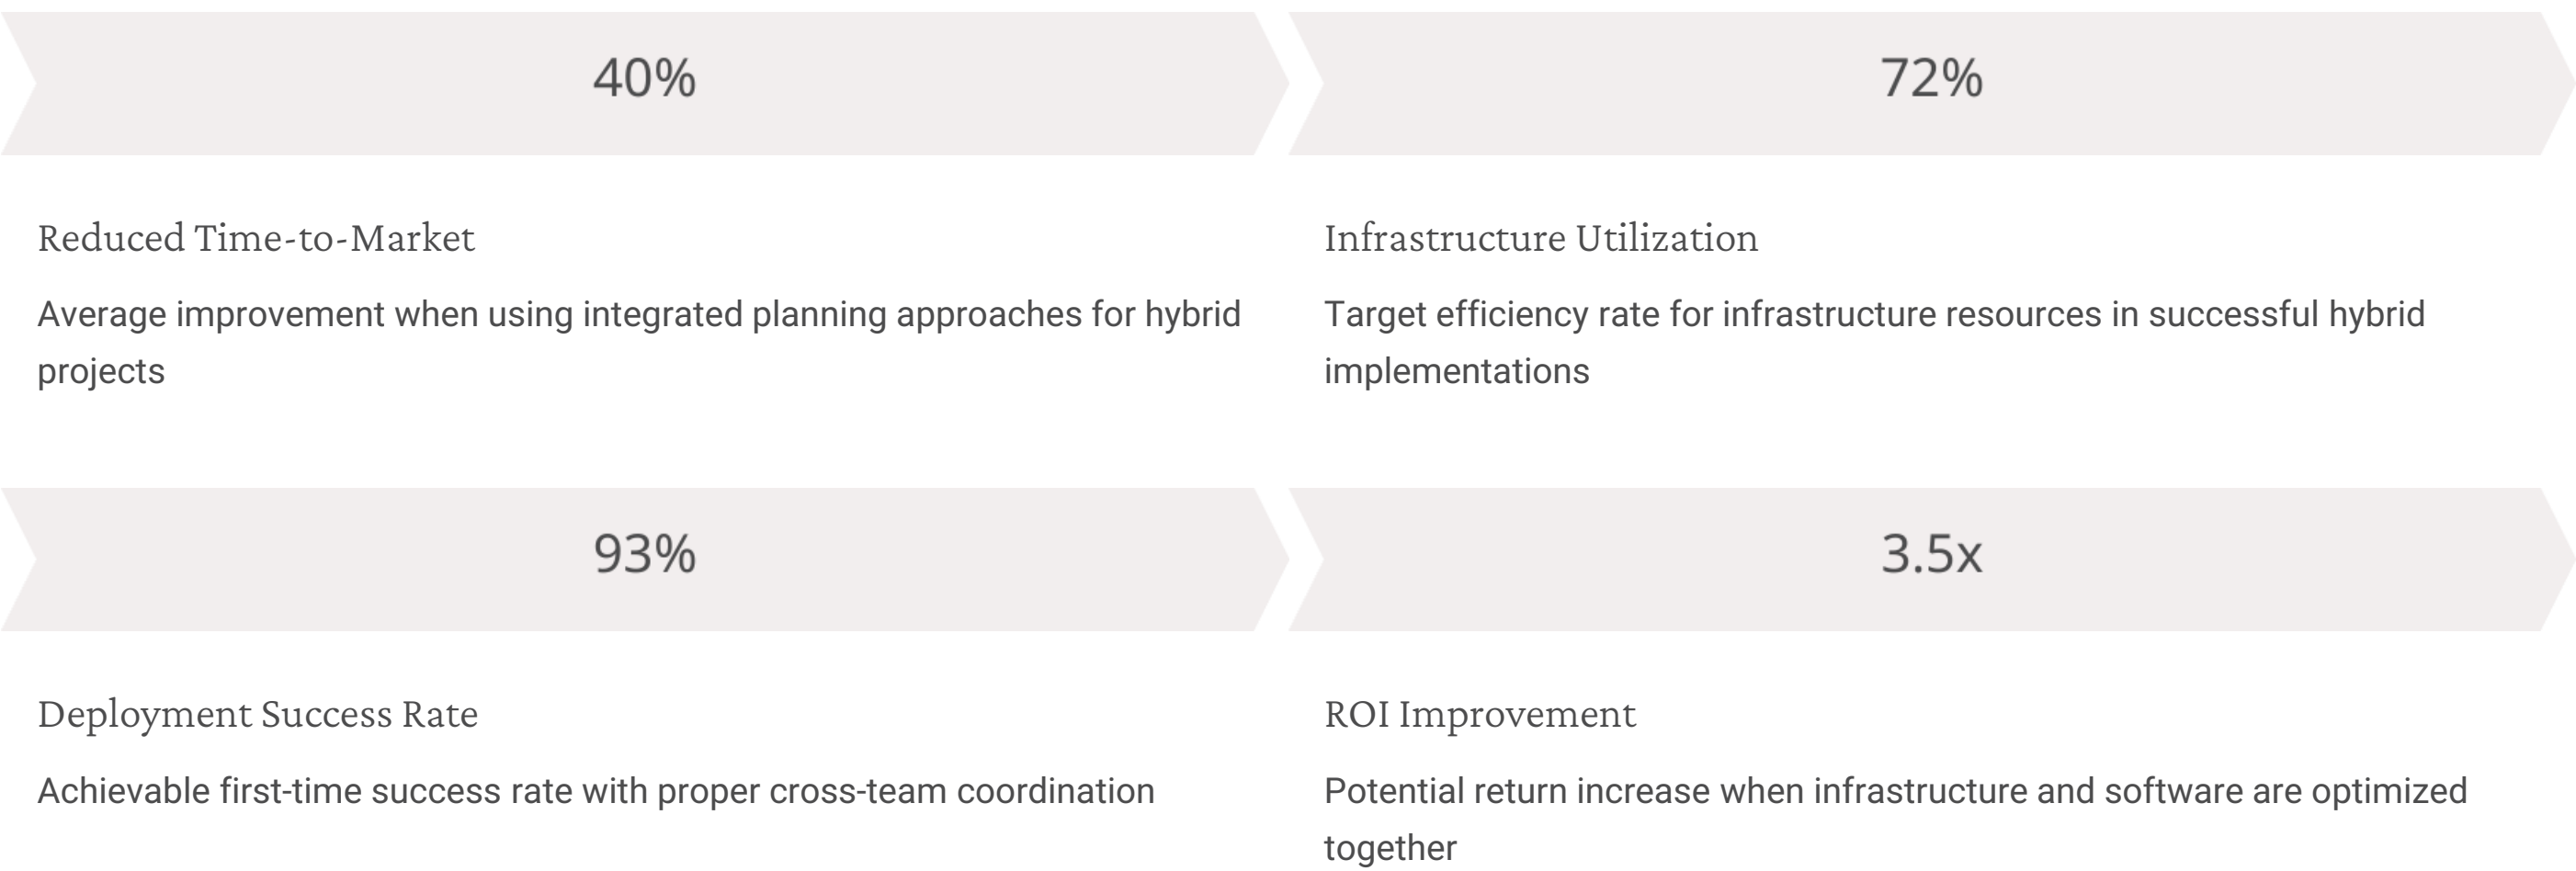 40%
72%
Reduced Time-to-Market
Average improvement when using integrated planning approaches for hybrid
projects
Infrastructure Utilization
Target efficiency rate for infrastructure resources in successful hybrid
implementations
93%
3.5x
Deployment Success Rate
Achievable first-time success rate with proper cross-team coordination
ROI Improvement
Potential return increase when infrastructure and software are optimized
together